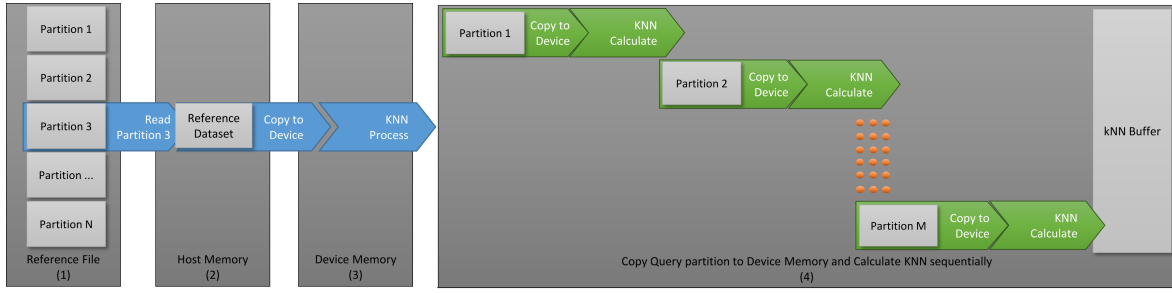 Partition 1
Partition 2
Partition 3
Partition ...
Partition N
Reference File
(1)
Read
Partition 3
Reference
Dataset
Host Memory
(2)
Copy to
Device
KNN
Process
Device Memory
(3)
Partition 1
Copy to
Device
KNN
Calculate
Partition 2
Copy to
Device
KNN
Calculate
Partition M
Copy to
Device
KNN
Calculate
kNN Buffer
Copy Query partition to Device Memory and Calculate KNN sequentially
(4)